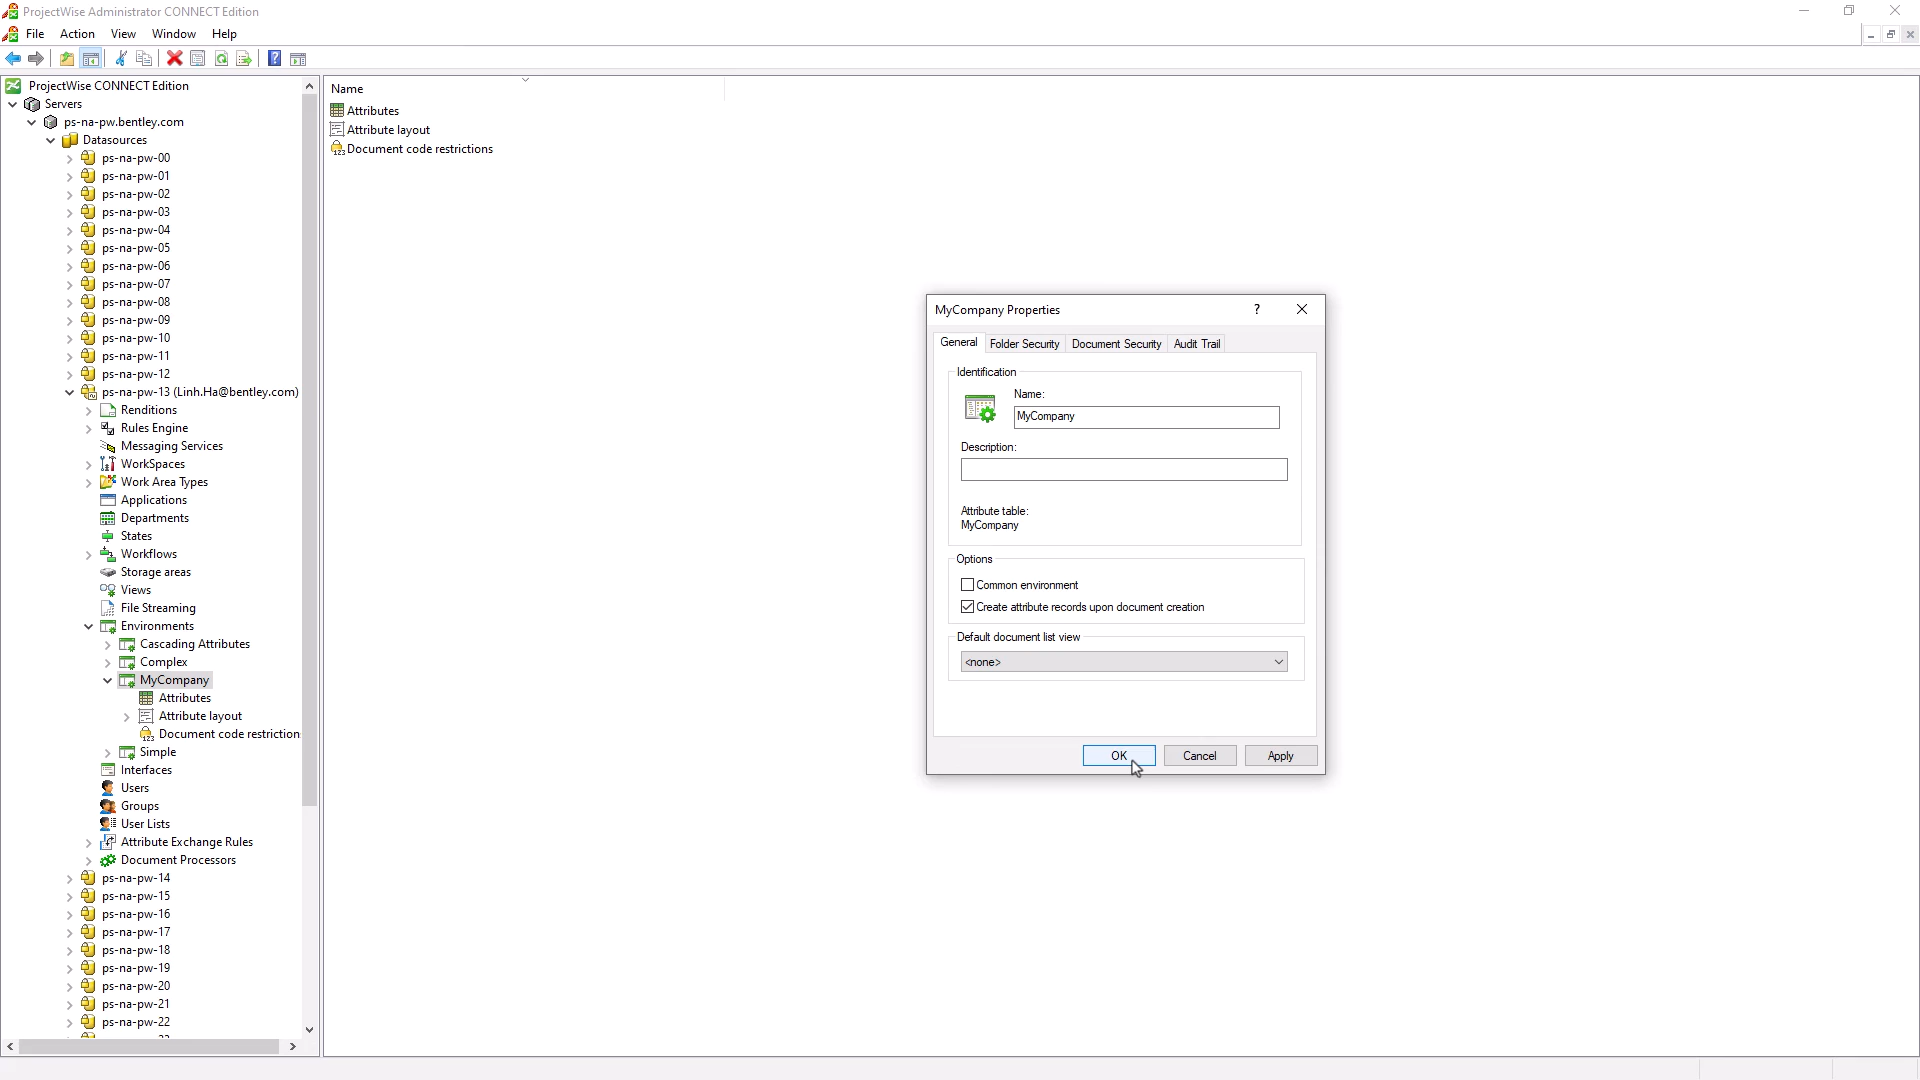 ProjectWise Administrator CONNECT Edition
File Action View Window Help
ProjectWise CONNECT Edition
Servers
ps-na-pw.bentley.com
Datasources
ps-na-pw-00
ps-na-pw-01
ps-na-pw-02
ps-na-pw-03
ps-na-pw-04
ps-na-pw-05
ps-na-pw-06
ps-na-pw-07
ps-na-pw-08
ps-na-pw-09
ps-na-pw-10
ps-na-pw-11
ps-na-pw-12
ps-na-pw-13 (Linh.Ha@bentley.com)
Renditions
Rules Engine
Messaging Services
WorkSpaces
Work Area Types
Applications
Departments
States
Workflows
Storage areas
Views
File Streaming
Environments
Cascading Attributes
Complex
MyCompany
Attributes
Attribute layout
Document code restriction
Simple
Interfaces
Users
Groups
User Lists
Attribute Exchange Rules
Document Processors
ps-na-pw-14
ps-na-pw-15
ps-na-pw-16
ps-na-pw-17
ps-na-pw-18
ps-na-pw-19
ps-na-pw-20
ps-na-pw-21
ps-na-pw-22
Name
Attributes
Attribute layout
Document code restrictions
MyCompany Properties
General Folder Security Document Security Audit Trail
Identification
Name:
MyCompany
Description:
Attribute table:
MyCompany
Options
Common environment
Create attribute records upon document creation
Default document list view
<none>
OK Cancel Apply